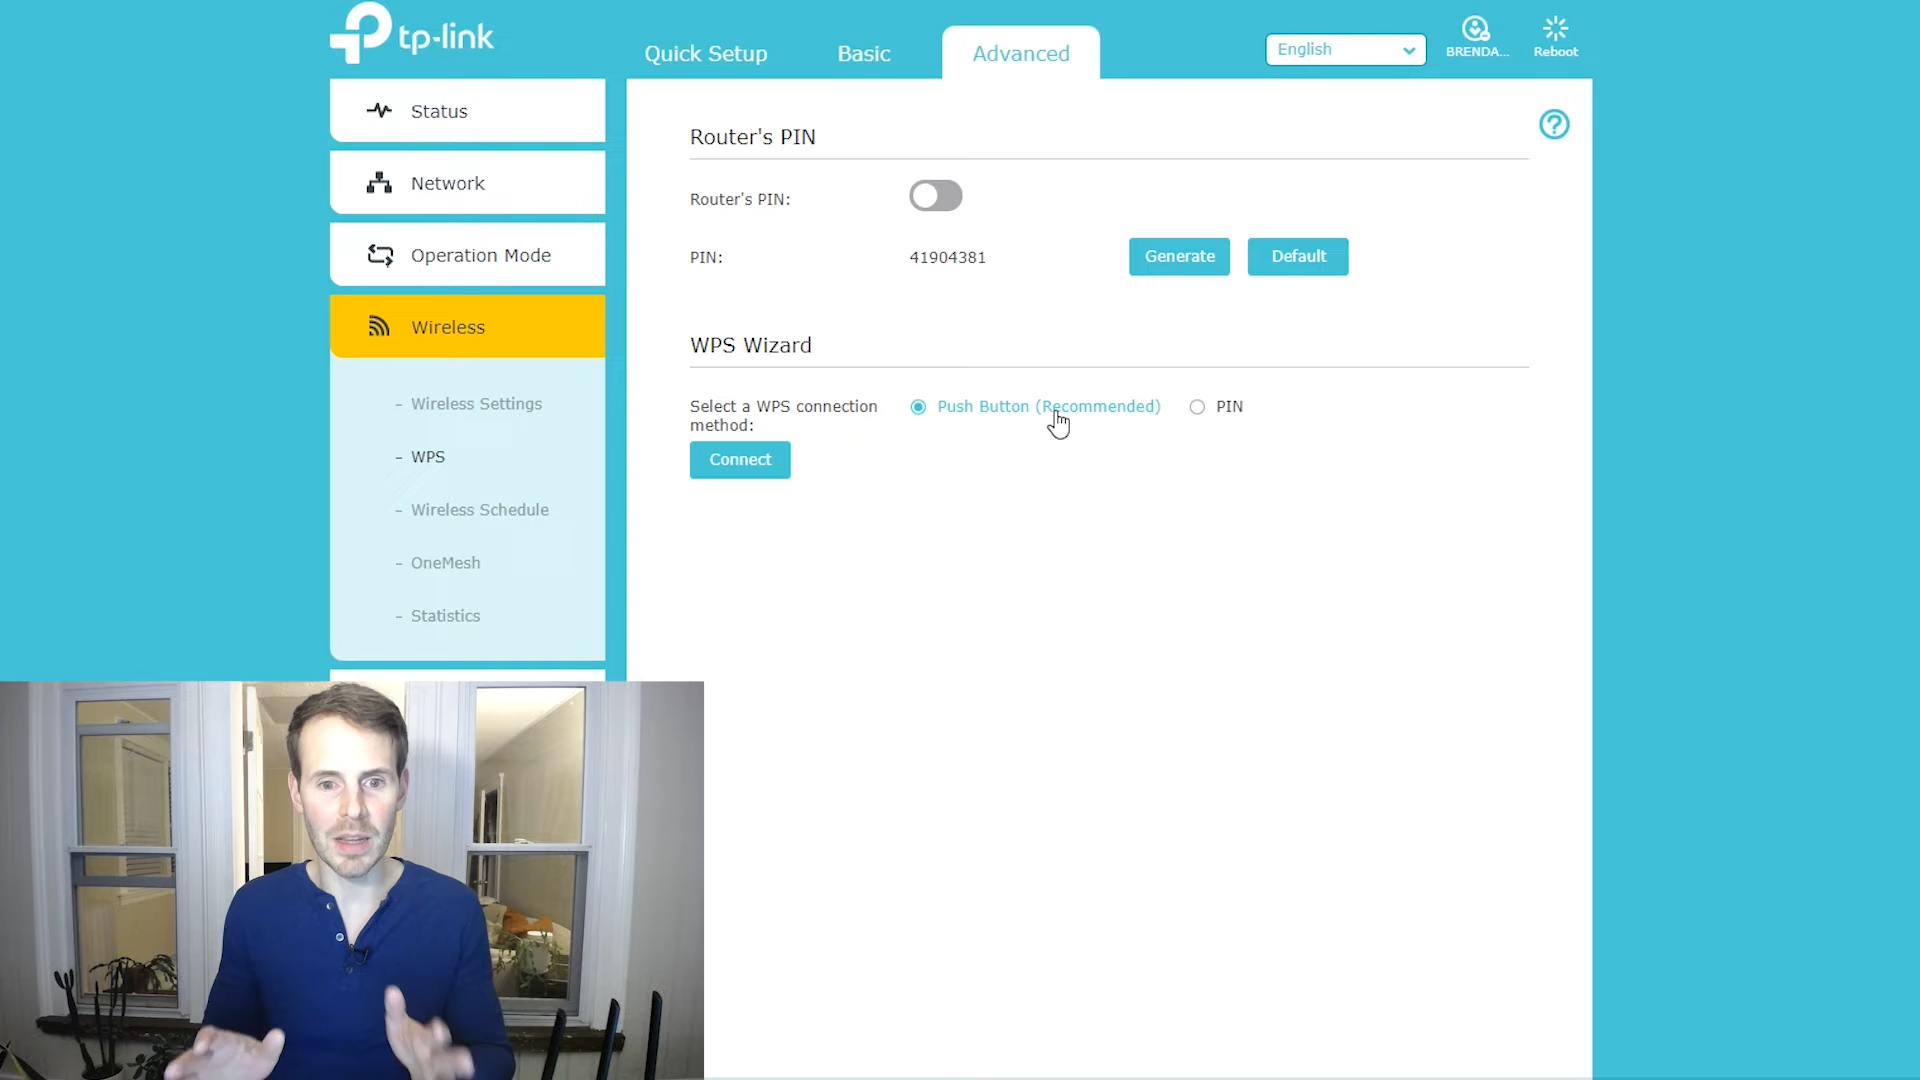 tp-link
Quick Setup
Basic
Advanced
English
BRENDA...
Reboot
Status
Network
Operation Mode
Wireless
- Wireless Settings
- WPS
- Wireless Schedule
- OneMesh
- Statistics
Router's PIN
Router's PIN:
PIN: 41904381 Generate Default
WPS Wizard
Select a WPS connection
method:
Push Button (Recommended) PIN
Connect